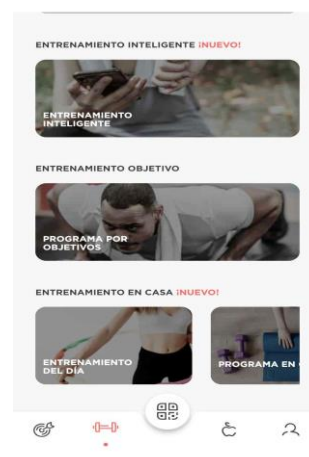 ENTRENAMIENTO INTELIGENTE ¡NUEVO!
ENTRENAMIENTO
INTELIGENTE
ENTRENAMIENTO OBJETIVO
PROGRAMA POR
OBJETIVOS
ENTRENAMIENTO EN CASA ¡NUEVO!
ENTRENAMIENTO
DEL DÍA
PROGRAMA EN